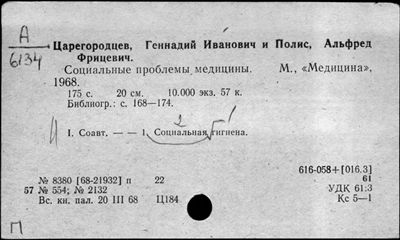 А
6134
Царегородцев, Геннадий Иванович и Полис, Альфред
Фрицевич.
Социальные проблемы медицины. М., «Медицина»,
1968.
175 с. 20 см. 10.000 экз. 57 к.
Библиогр.: с. 168—174.
2 1
I. Соавт. — — 1. Социальная гигиена.
616-058+[016.3]
№ 8380 [68-21932] п 22 61
57 № 554; № 2132 УДК 61:3
Вс. кн. пал. 20 III 68 Ц184 Кс 5—1
П